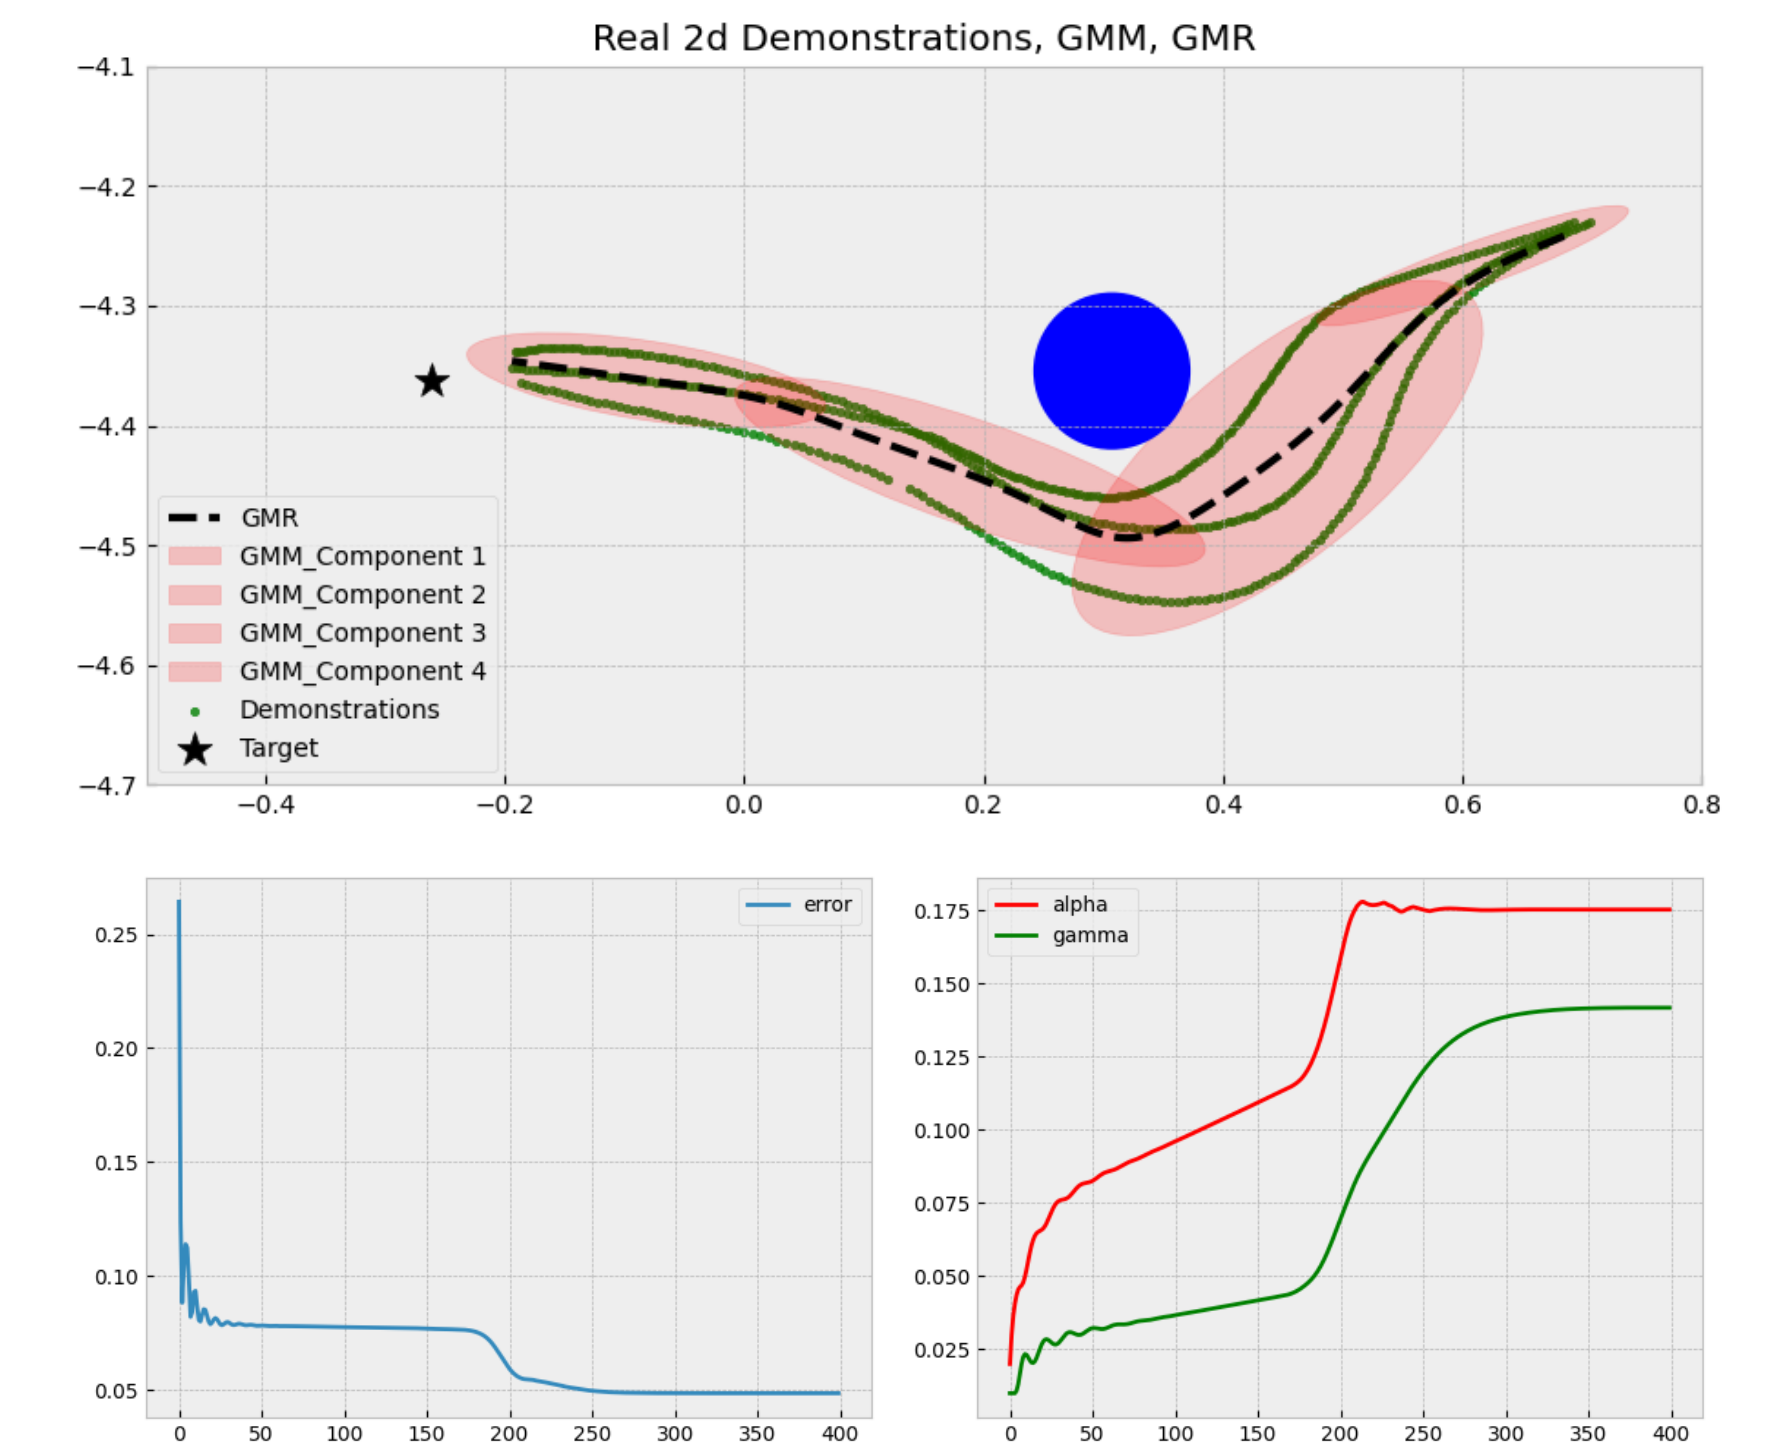 Real 2d Demonstrations, GMM, GMR
−4.1
−4.2
−4.3
−4.4
−4.5
−4.6
−4.7
GMR
GMM_Component 1
GMM_Component 2
GMM_Component 3
GMM_Component 4
Demonstrations
Target
−0.4 −0.2 0.0 0.2 0.4 0.6 0.8
error
0.25
0.20
0.15
0.10
0.05
0 50 100 150 200 250 300 350 400
alpha
gamma
0.175
0.150
0.125
0.100
0.075
0.050
0.025
0 50 100 150 200 250 300 350 400